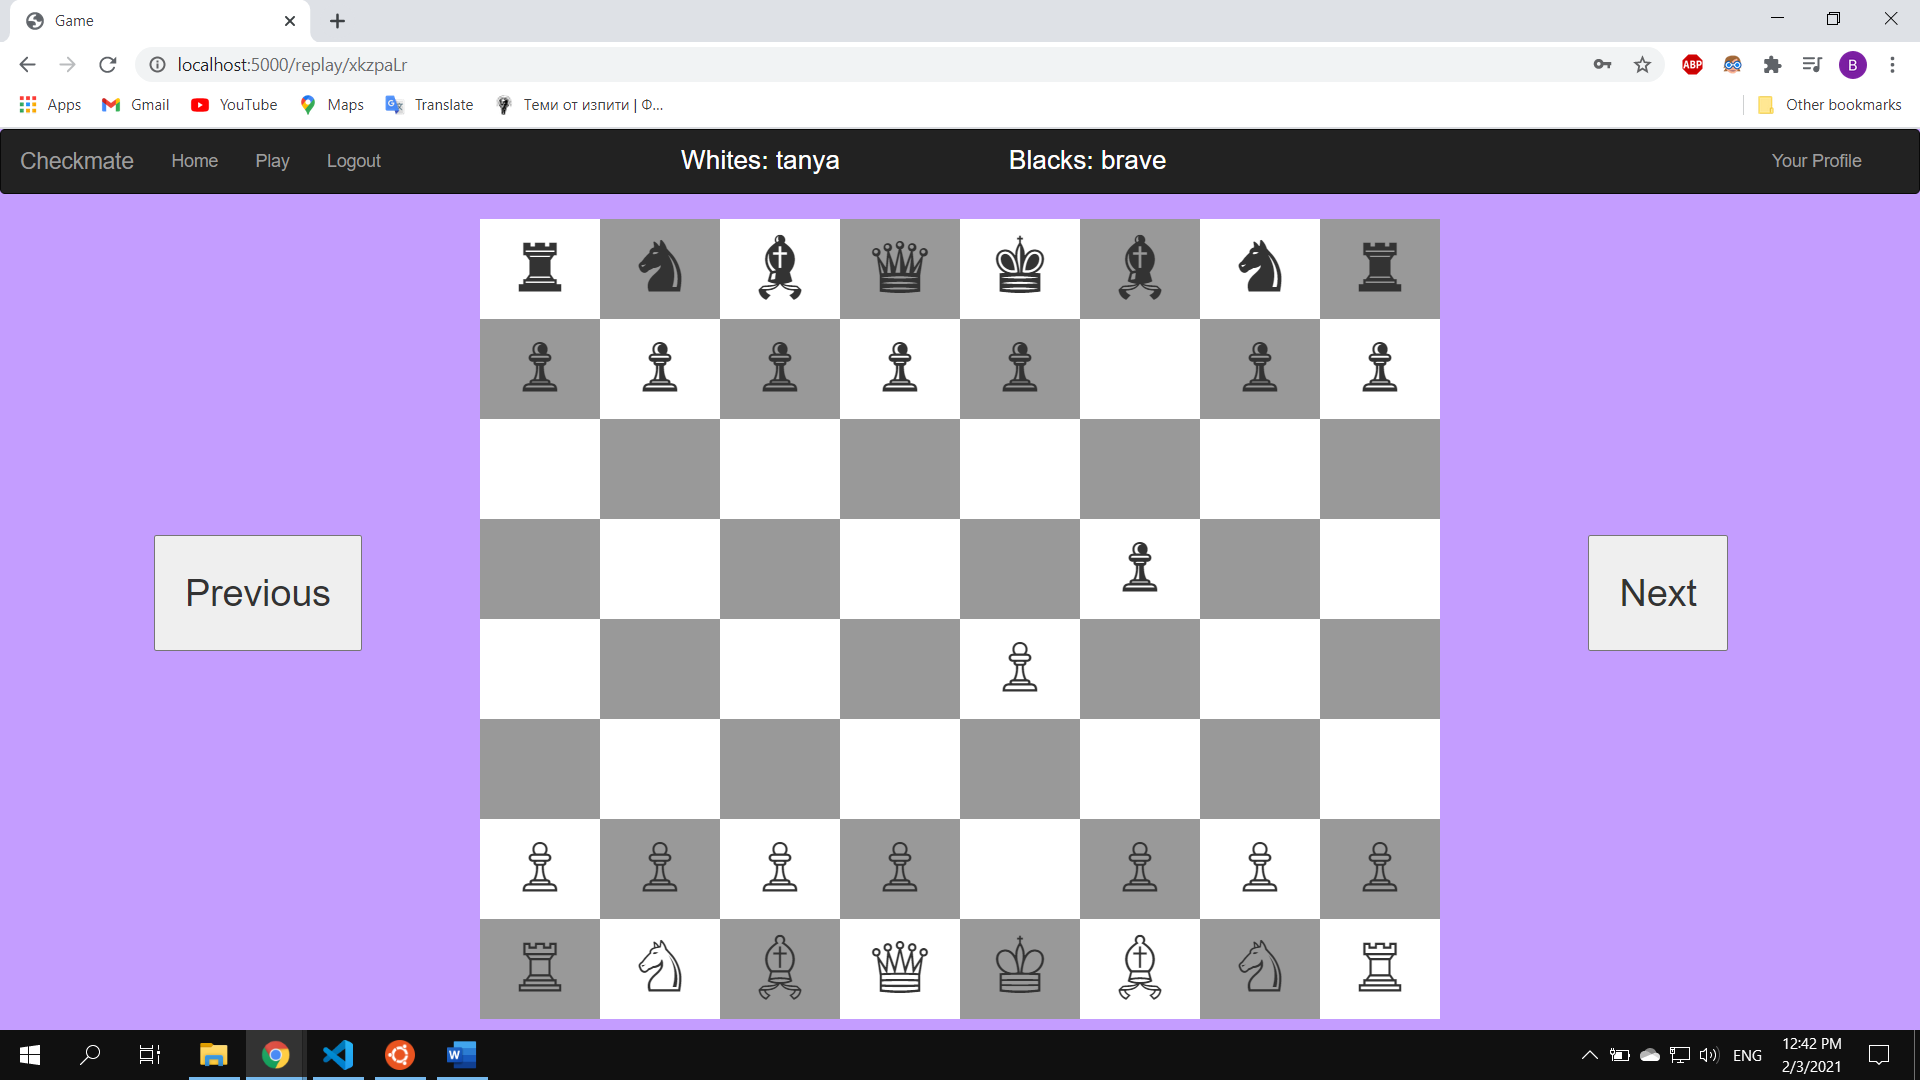 Game
localhost:5000/replay/xkzpaLr
ABP
B
Apps Gmail YouTube Maps Translate Теми от изпити | Ф... Other bookmarks
Checkmate Home Play Logout Whites: tanya Blacks: brave Your Profile
Previous
Next
ENG
12:42 PM
2/3/2021